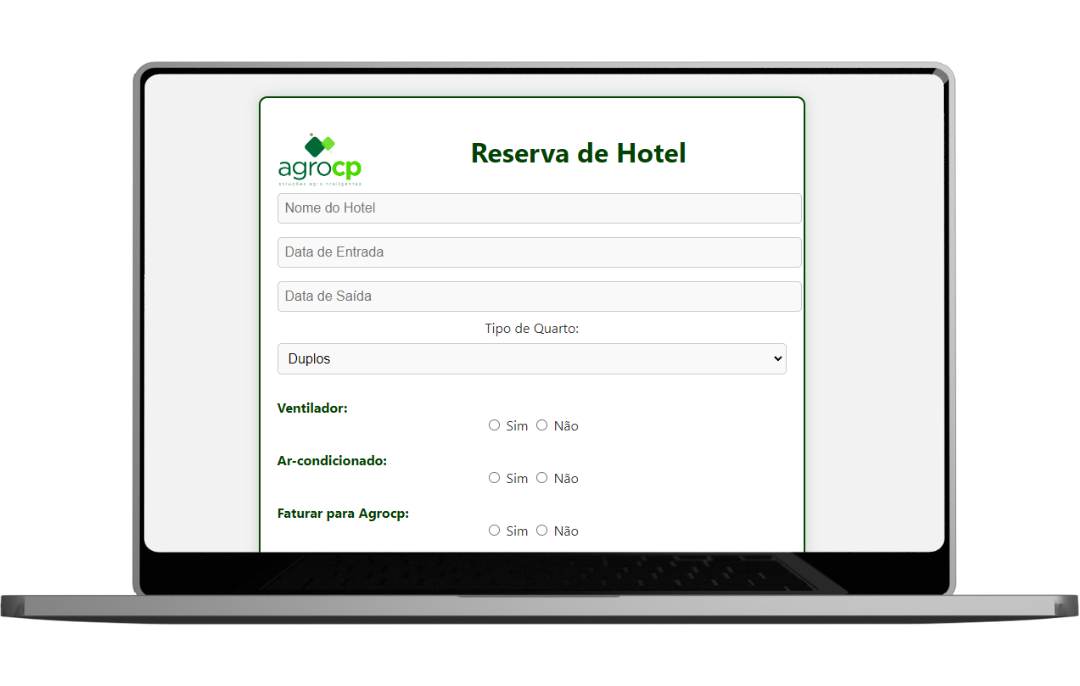 agrocp
soluções agro inteligentes
Reserva de Hotel
Nome do Hotel
Data de Entrada
Data de Saída
Tipo de Quarto:
Duplos
Ventilador:
Sim Não
Ar-condicionado:
Sim Não
Faturar para Agrocp:
Sim Não